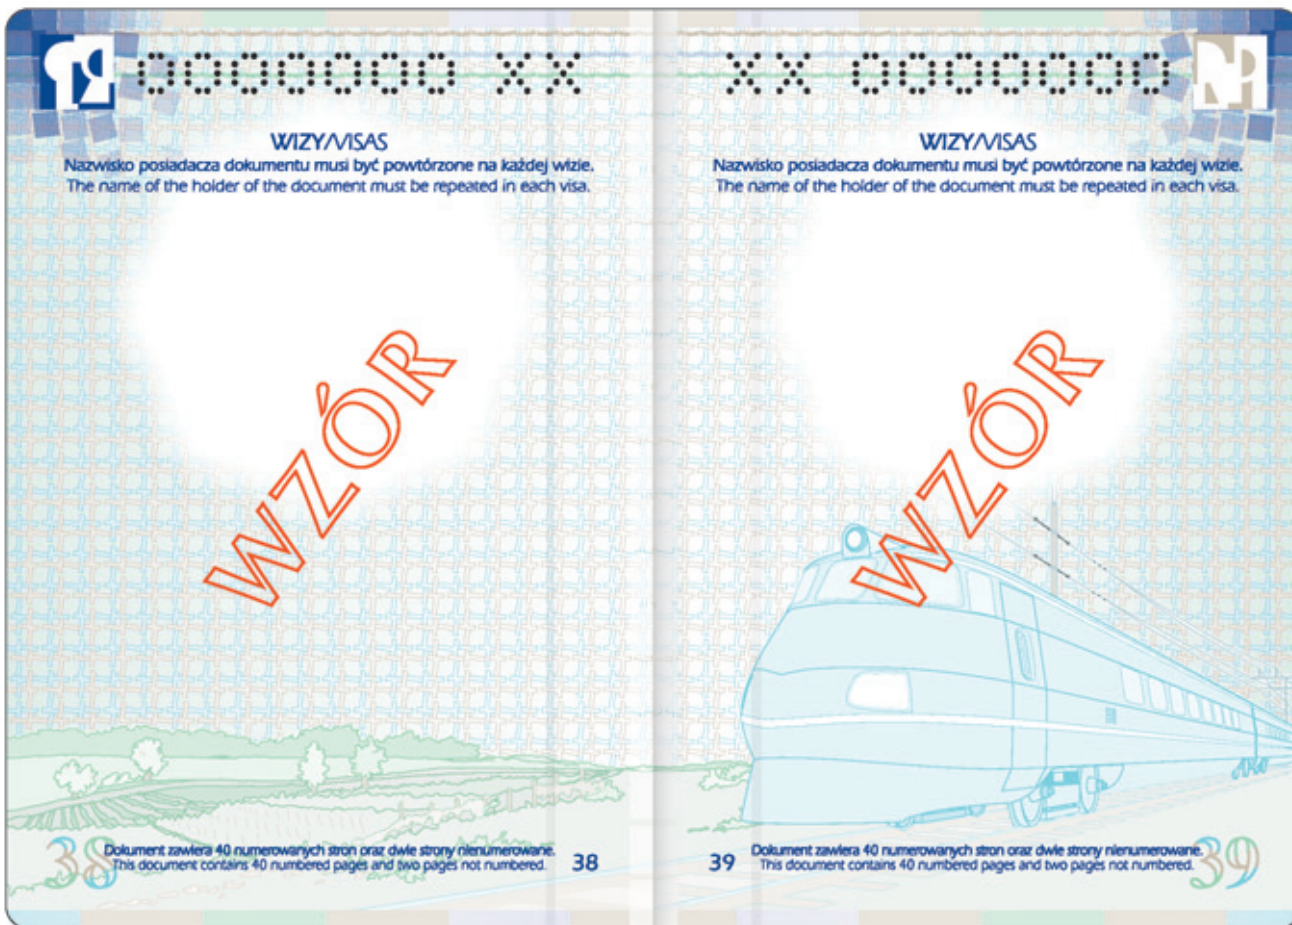 0000000 XX
WIZY/VISAS
Nazwisko posiadacza dokumentu musi być powtórzone na każdej wizie.
The name of the holder of the document must be repeated in each visa.
WZÓR
38
Dokument zawiera 40 numerowanych stron oraz dwie strony nienumerowane.
This document contains 40 numbered pages and two pages not numbered.
38
XX 0000000
WIZY/VISAS
Nazwisko posiadacza dokumentu musi być powtórzone na każdej wizie.
The name of the holder of the document must be repeated in each visa.
WZÓR
39
Dokument zawiera 40 numerowanych stron oraz dwie strony nienumerowane.
This document contains 40 numbered pages and two pages not numbered.
39